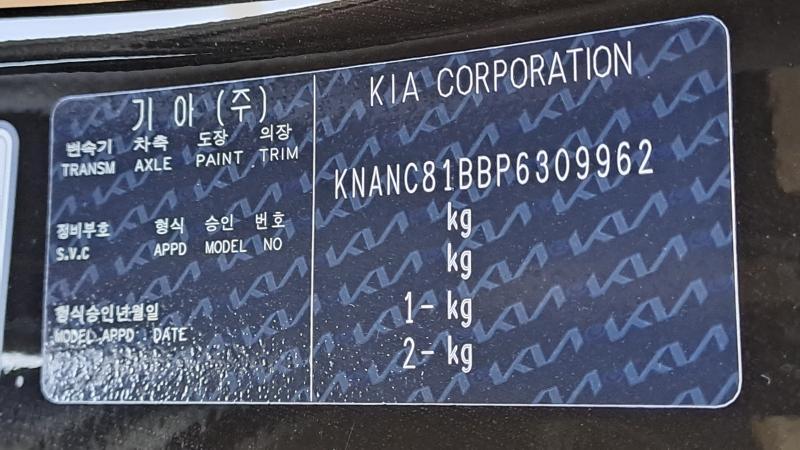 기 아 (주)
변속기 차축 도장 의장
TRANSM AXLE PAINT TRIM
정비부호 형식 승인 번호
S.V.C APPD MODEL NO
형식승인년월일
MODEL APPD. DATE
KIA CORPORATION
KNANC81BBP6309962
kg
kg
1- kg
2- kg